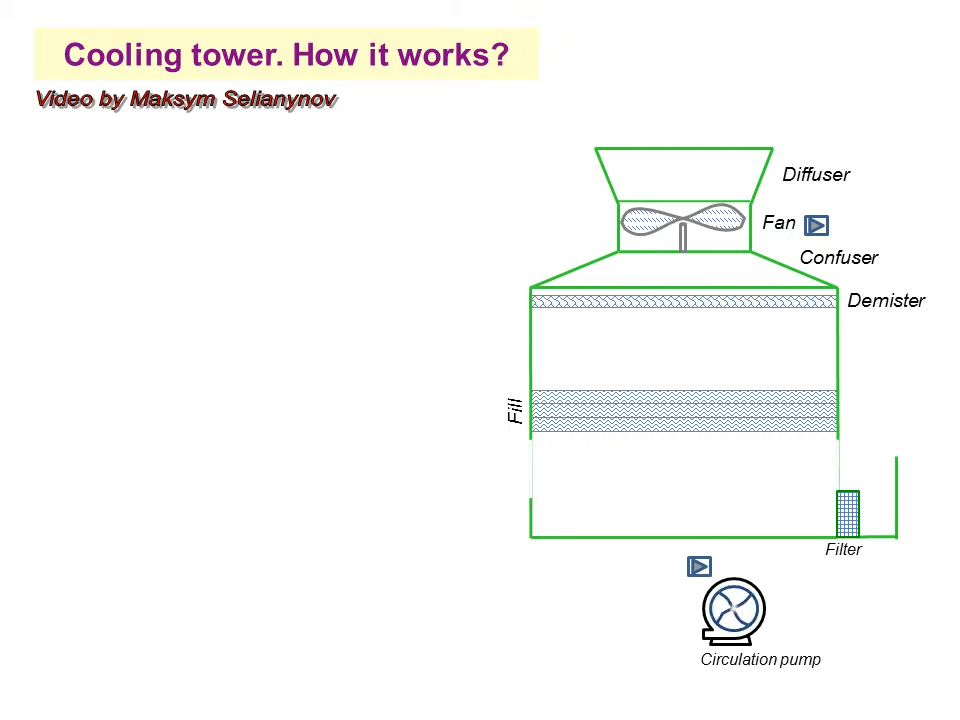 Cooling tower. How it works?
Video by Maksym Selianynov
Diffuser
Fan
Confuser
Demister
Fill
Filter
Circulation pump